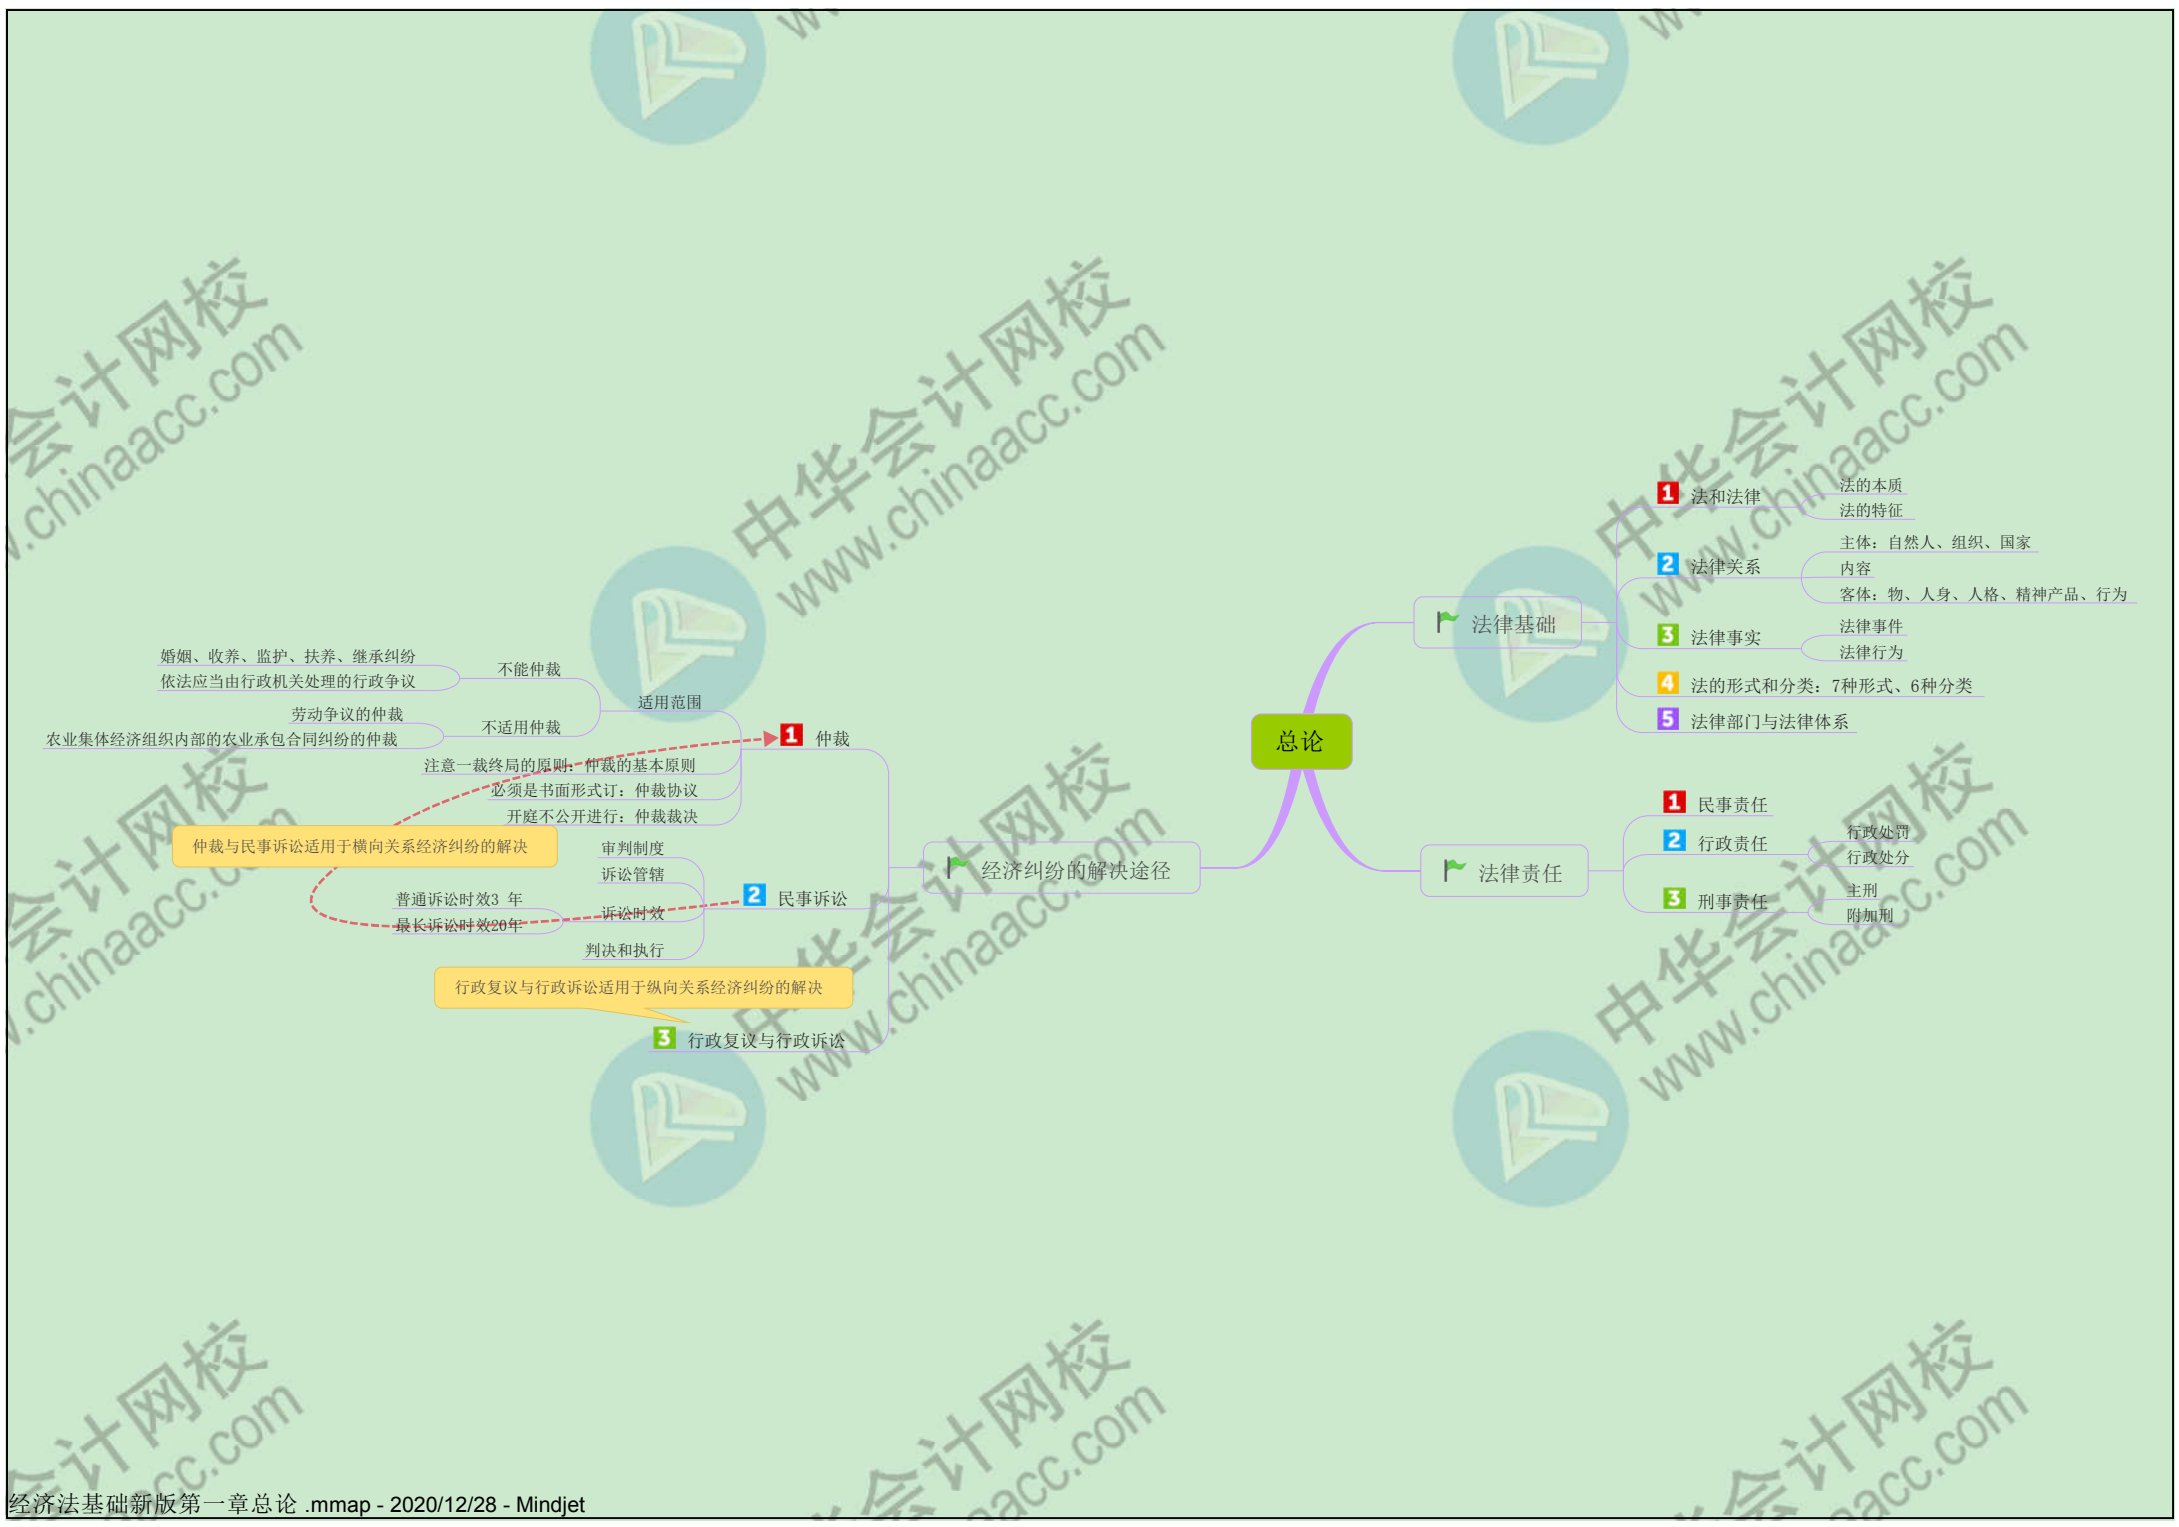 总论
法律基础
1 法和法律
法的本质
法的特征
2 法律关系
主体：自然人、组织、国家
内容
客体：物、人身、人格、精神产品、行为
3 法律事实
法律事件
法律行为
4 法的形式和分类：7种形式、6种分类
5 法律部门与法律体系
法律责任
1 民事责任
2 行政责任
行政处罚
行政处分
3 刑事责任
主刑
附加刑
经济纠纷的解决途径
1 仲裁
适用范围
不能仲裁
婚姻、收养、监护、扶养、继承纠纷
依法应当由行政机关处理的行政争议
不适用仲裁
劳动争议的仲裁
农业集体经济组织内部的农业承包合同纠纷的仲裁
注意一裁终局的原则：仲裁的基本原则
必须是书面形式订：仲裁协议
开庭不公开进行：仲裁裁决
仲裁与民事诉讼适用于横向关系经济纠纷的解决
2 民事诉讼
审判制度
诉讼管辖
诉讼时效
普通诉讼时效3 年
最长诉讼时效20年
判决和执行
行政复议与行政诉讼适用于纵向关系经济纠纷的解决
3 行政复议与行政诉讼
中华会计网校
www.chinaacc.com
经济法基础新版第一章总论 .mmap - 2020/12/28 - Mindjet